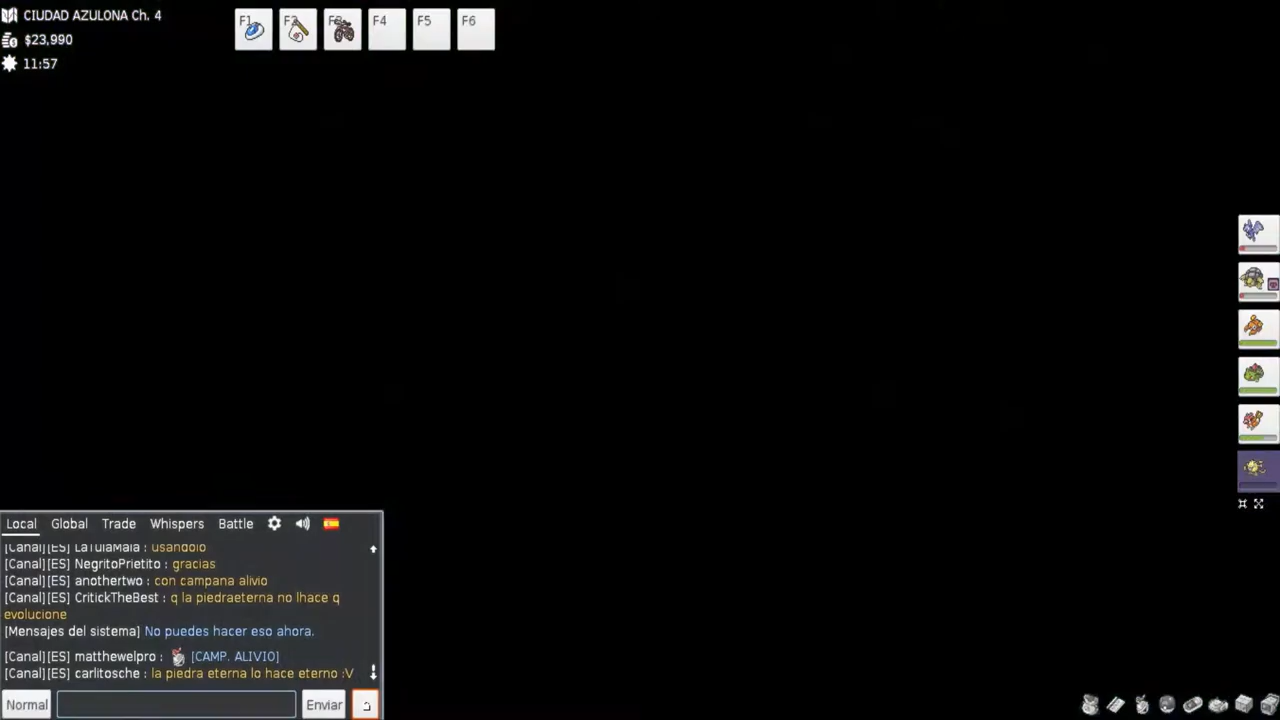 CIUDAD AZULONA Ch. 4
$23,990
11:57
F1 F2 F3 F4 F5 F6
Local Global Trade Whispers Battle
[Canal][ES] LaTulaMala : usandolo
[Canal][ES] NegritoPrietito : gracias
[Canal][ES] anothertwo : con campana alivio
[Canal][ES] CritickTheBest : q la piedraeterna no lhace q
evolucione
[Mensajes del sistema] No puedes hacer eso ahora.
[Canal][ES] matthewelpro : [CAMP. ALIVIO]
[Canal][ES] carlitosche : la piedra eterna lo hace eterno :V
Normal Enviar